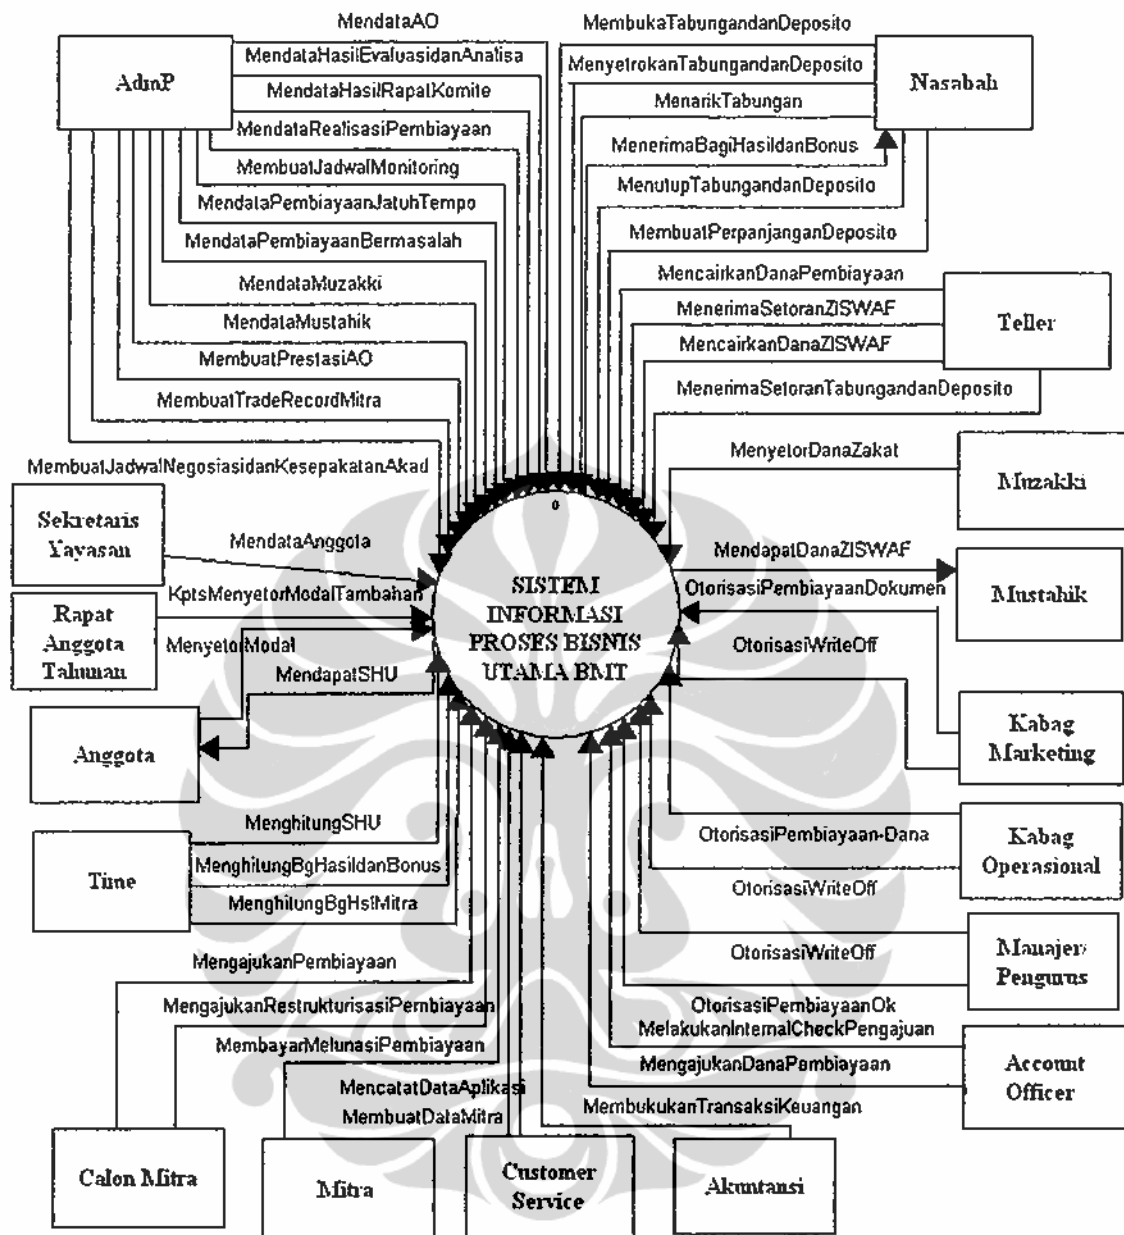 MendataAO
MembukaTabungandanDeposito
AdmP
MendataHasilEvaluasidanAnalisa
MenyetrokanTabungandanDeposito
Nasabah
MendataHasilRapatKomite
MenarikTabungan
MendataRealisasiPembiayaan
MenerimaBagiHasildanBonus
MembuatJadwalMonitoring
MenutupTabungandanDeposito
MendataPembiayaanJatuhTempo
MembuatPerpanjanganDeposito
MendataPembiayaanBermasalah
MencairkanDanaPembiayaan
MendataMuzakki
MenerimaSetoranZISWAF
Teller
MendataMustahik
MencairkanDanaZISWAF
MembuatPrestasiAO
MenerimaSetoranTabungandanDeposito
MembuatTradeRecordMitra
MenyetorDanaZakat
MembuatJadwalNegosiasidanKesepakatanAkad
Muzakki
Sekretaris
Yayasan
MendataAnggota
0
SISTEM
INFORMASI
PROSES BISNIS
UTAMA BMT
MendapatDanaZISWAF
Mustahik
OtorisasiPembiayaanDokumen
KptsMenyetorModalTambahan
Rapat
Anggota
Tahunan
MenyetorModal
OtorisasiWriteOff
MendapatSHU
Kabag
Marketing
Anggota
MenghitungSHU
OtorisasiPembiayaan-Dana
Kabag
Operasional
Time
MenghitungBgHasildanBonus
OtorisasiWriteOff
MenghitungBgHslMitra
OtorisasiWriteOff
Manajer/
Pengurus
MengajukanPembiayaan
OtorisasiPembiayaanOk
MengajukanRestrukturisasiPembiayaan
MelakukanInternalCheckPengajuan
MembayarMelunasiPembiayaan
MengajukanDanaPembiayaan
Account
Officer
MencatatDataAplikasi
MembukukanTransaksiKeuangan
MembuatDataMitra
Calon Mitra
Mitra
Customer
Service
Akuntansi